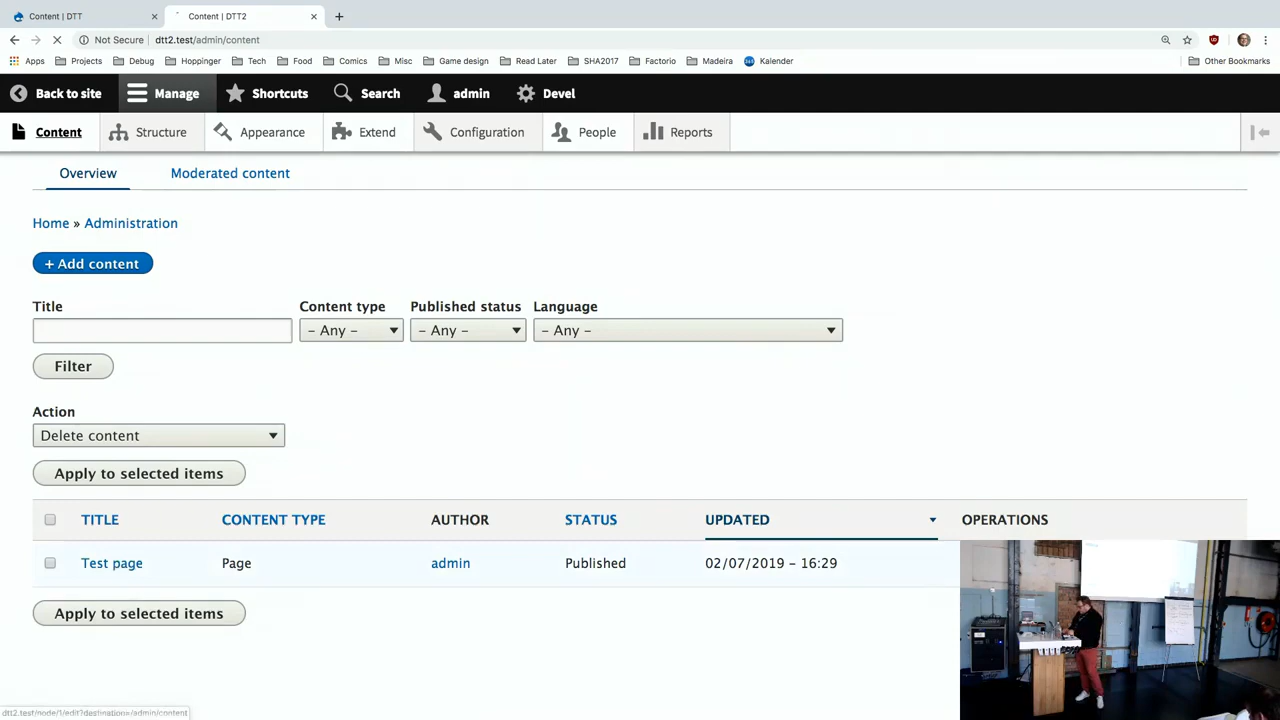 Content | DTT
Content | DTT2
Not Secure dtt2.test/admin/content
Apps Projects Debug Hoppinger Tech Food Comics Misc Game design Read Later SHA2017 Factorio Madeira Kalender Other Bookmarks
Back to site Manage Shortcuts Search admin Devel
Content Structure Appearance Extend Configuration People Reports
Overview Moderated content
Home » Administration
+ Add content
Title Content type Published status Language
– Any – – Any – – Any –
Filter
Action
Delete content
Apply to selected items
TITLE CONTENT TYPE AUTHOR STATUS UPDATED OPERATIONS
Test page Page admin Published 02/07/2019 – 16:29
Apply to selected items
dtt2.test/node/1/edit?destination=/admin/content